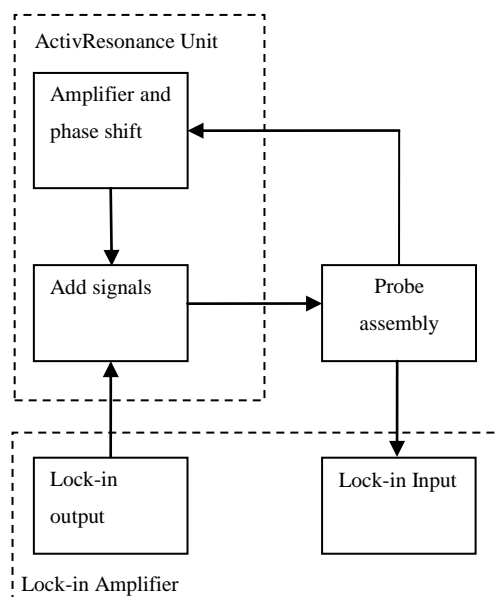 ActivResonance Unit
Amplifier and
phase shift
Add signals
Probe
assembly
Lock-in
output
Lock-in Input
Lock-in Amplifier